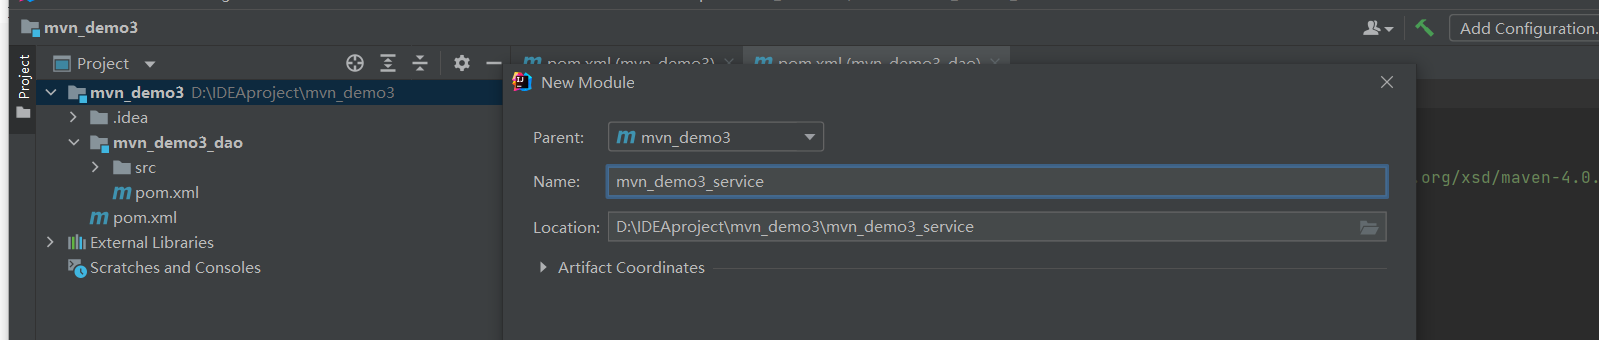 mvn_demo3
Add Configuration.
Project
Project
pom.xml (mvn_demo3)
pom.xml (mvn_demo3_dao)
New Module
mvn_demo3 D:\IDEAproject\mvn_demo3
.idea
mvn_demo3_dao
src
pom.xml
pom.xml
External Libraries
Scratches and Consoles
Parent:
m mvn_demo3
Name:
mvn_demo3_service
.org/xsd/maven-4.0.
Location:
D:\IDEAproject\mvn_demo3\mvn_demo3_service
Artifact Coordinates